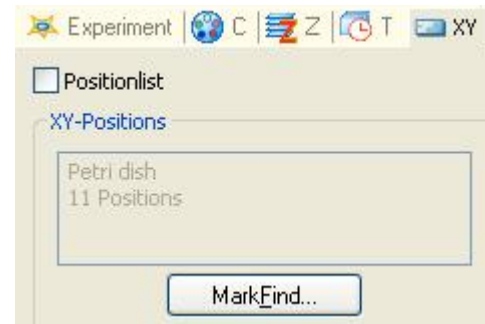 Experiment C Z T XY
Positionlist
XY-Positions
Petri dish
11 Positions
MarkFind...